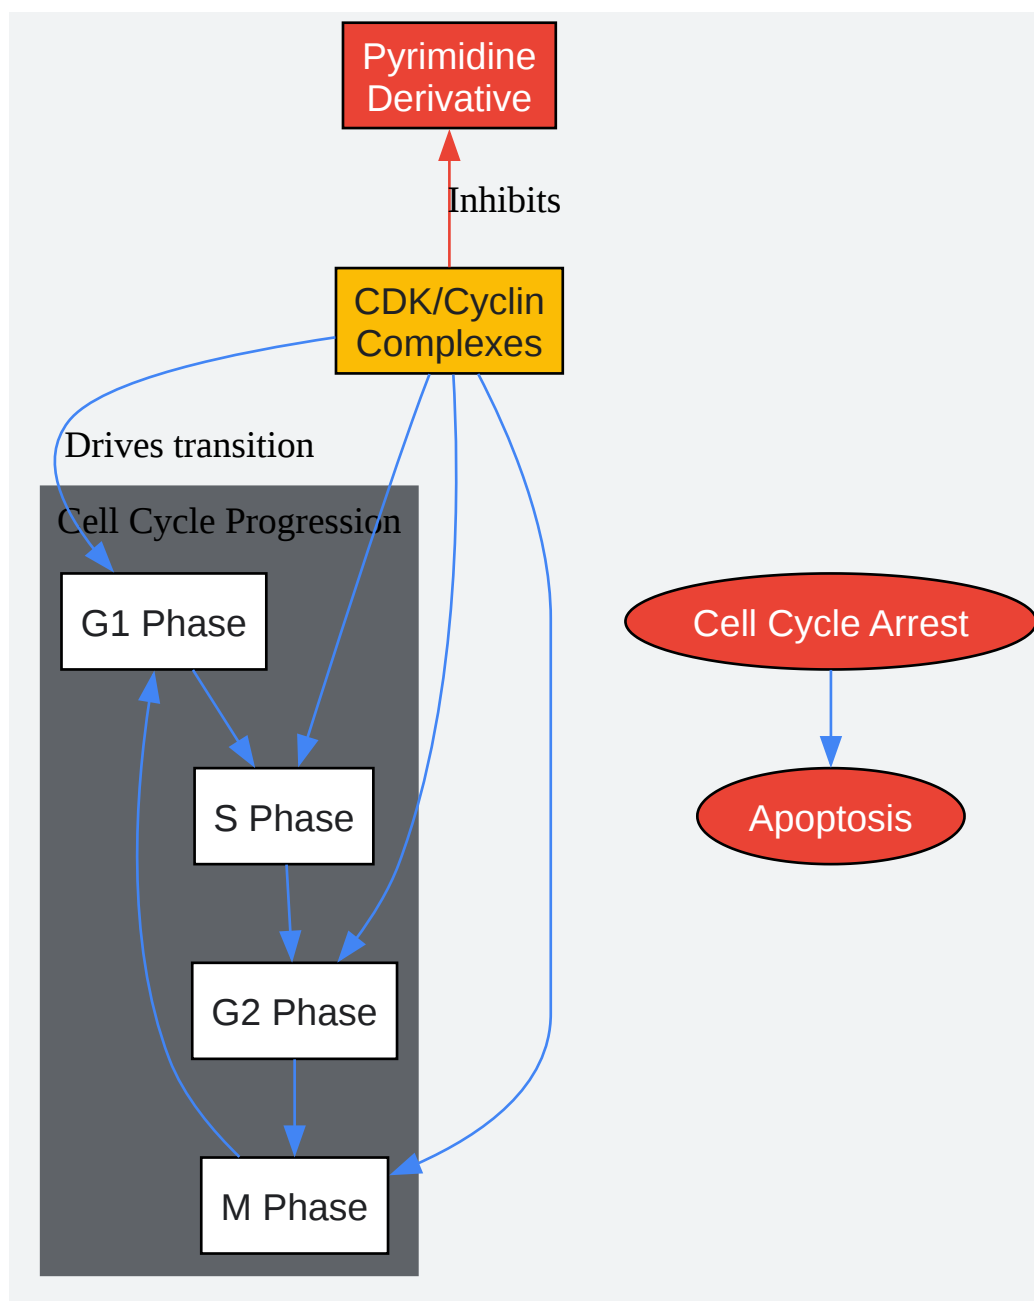 Pyrimidine
Derivative
Inhibits
CDK/Cyclin
Complexes
Drives transition
Cell Cycle Progression
G1 Phase
Cell Cycle Arrest
S Phase
Apoptosis
G2 Phase
M Phase